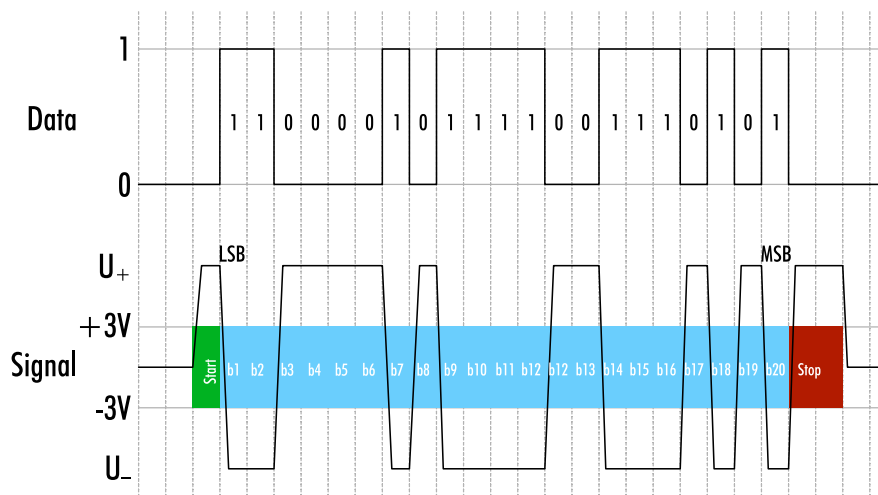 1
Data
1 1 0 0 0 0 1 0 1 1 1 1 0 0 1 1 1 0 1 0 1
0
LSB
MSB
U+
+3V
Signal
Start b1 b2 b3 b4 b5 b6 b7 b8 b9 b10 b11 b12 b12 b13 b14 b15 b16 b17 b18 b19 b20 Stop
-3V
U-